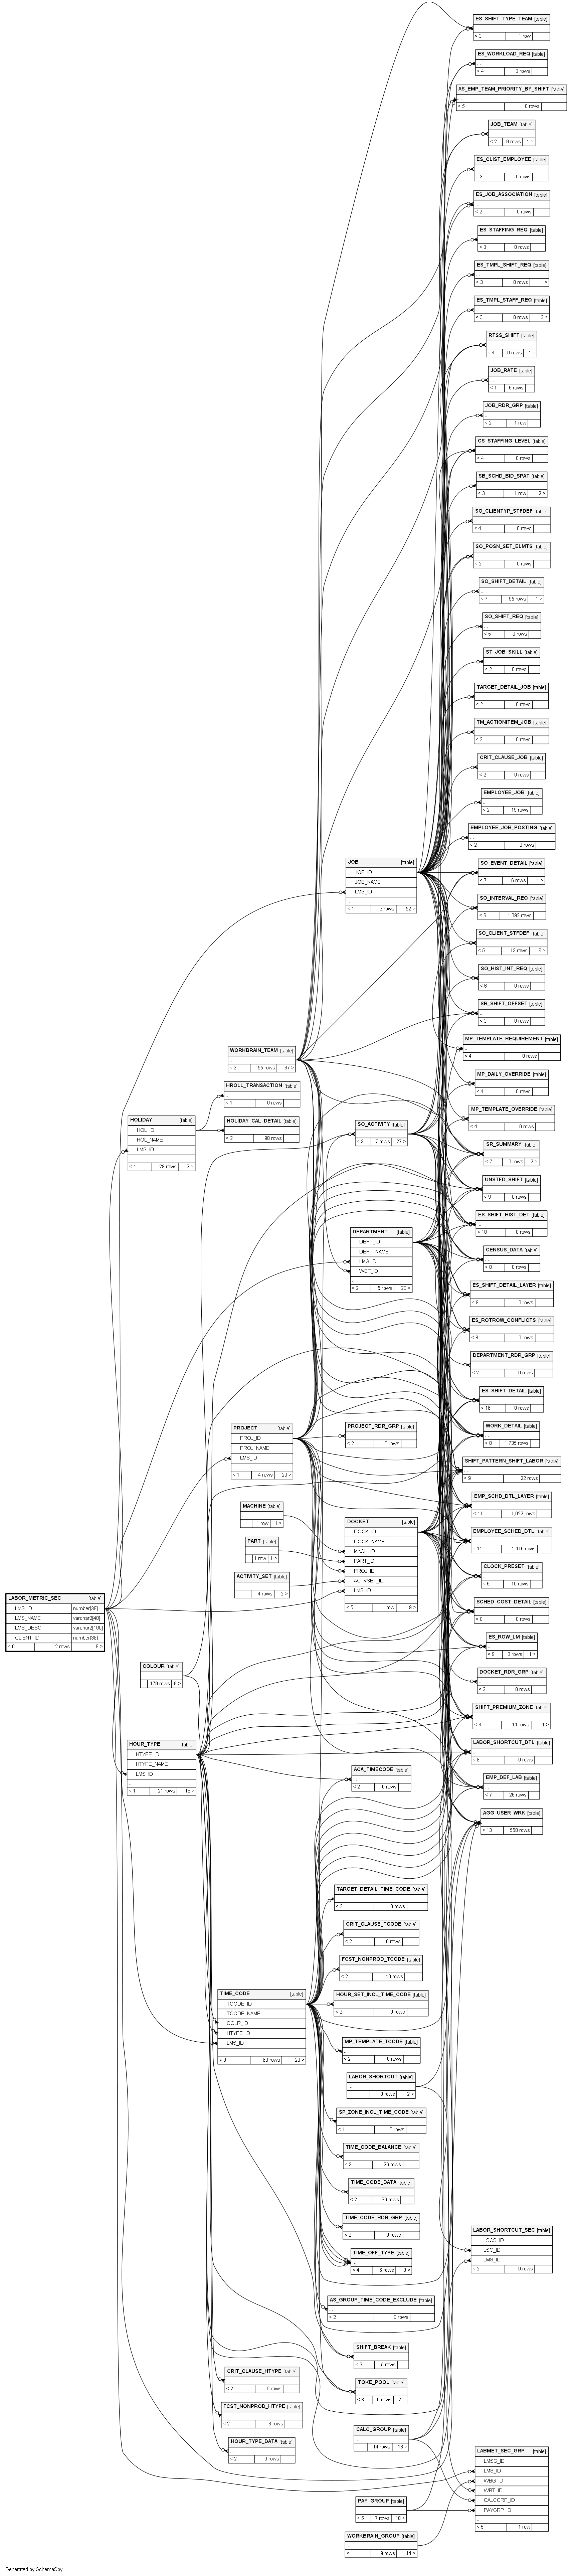 LABOR_METRIC_SEC [table]
LMS_ID number[38]
LMS_NAME varchar2[40]
LMS_DESC varchar2[100]
CLIENT_ID number[38]
< 0 2 rows 9 >
HOLIDAY [table]
HOL_ID
HOL_NAME
LMS_ID
< 1 28 rows 2 >
COLOUR [table]
179 rows 9 >
HOUR_TYPE [table]
HTYPE_ID
HTYPE_NAME
LMS_ID
< 1 21 rows 18 >
WORKBRAIN_TEAM [table]
< 3 55 rows 67 >
HROLL_TRANSACTION [table]
< 1 0 rows
HOLIDAY_CAL_DETAIL [table]
< 2 98 rows
PROJECT [table]
PROJ_ID
PROJ_NAME
LMS_ID
< 1 4 rows 20 >
MACHINE [table]
1 row 1 >
PART [table]
1 row 1 >
ACTIVITY_SET [table]
4 rows 2 >
TIME_CODE [table]
TCODE_ID
TCODE_NAME
COLR_ID
HTYPE_ID
LMS_ID
< 3 68 rows 28 >
CRIT_CLAUSE_HTYPE [table]
< 2 0 rows
FCST_NONPROD_HTYPE [table]
< 2 3 rows
HOUR_TYPE_DATA [table]
< 2 0 rows
JOB [table]
JOB_ID
JOB_NAME
LMS_ID
< 1 9 rows 52 >
SO_ACTIVITY [table]
< 3 7 rows 27 >
DEPARTMENT [table]
DEPT_ID
DEPT_NAME
LMS_ID
WBT_ID
< 2 5 rows 23 >
PROJECT_RDR_GRP [table]
< 2 0 rows
DOCKET [table]
DOCK_ID
DOCK_NAME
MACH_ID
PART_ID
PROJ_ID
ACTVSET_ID
LMS_ID
< 5 1 row 19 >
ACA_TIMECODE [table]
< 2 0 rows
TARGET_DETAIL_TIME_CODE [table]
< 2 0 rows
CRIT_CLAUSE_TCODE [table]
< 2 0 rows
FCST_NONPROD_TCODE [table]
< 2 10 rows
HOUR_SET_INCL_TIME_CODE [table]
< 2 0 rows
MP_TEMPLATE_TCODE [table]
< 2 0 rows
LABOR_SHORTCUT [table]
0 rows 2 >
SP_ZONE_INCL_TIME_CODE [table]
< 1 0 rows
TIME_CODE_BALANCE [table]
< 3 26 rows
TIME_CODE_DATA [table]
< 2 98 rows
TIME_CODE_RDR_GRP [table]
< 2 0 rows
TIME_OFF_TYPE [table]
< 4 6 rows 3 >
AS_GROUP_TIME_CODE_EXCLUDE [table]
< 2 0 rows
SHIFT_BREAK [table]
< 3 5 rows
TOKE_POOL [table]
< 3 0 rows 2 >
CALC_GROUP [table]
14 rows 13 >
PAY_GROUP [table]
< 5 7 rows 10 >
WORKBRAIN_GROUP [table]
< 1 9 rows 14 >
ES_SHIFT_TYPE_TEAM [table]
< 3 1 row
ES_WORKLOAD_REQ [table]
< 4 0 rows
AS_EMP_TEAM_PRIORITY_BY_SHIFT [table]
< 5 0 rows
JOB_TEAM [table]
< 2 9 rows 1 >
ES_CLIST_EMPLOYEE [table]
< 3 0 rows
ES_JOB_ASSOCIATION [table]
< 2 0 rows
ES_STAFFING_REQ [table]
< 3 0 rows
ES_TMPL_SHIFT_REQ [table]
< 3 0 rows 1 >
ES_TMPL_STAFF_REQ [table]
< 3 0 rows 2 >
RTSS_SHIFT [table]
< 4 0 rows 1 >
JOB_RATE [table]
< 1 6 rows
JOB_RDR_GRP [table]
< 2 1 row
CS_STAFFING_LEVEL [table]
< 4 0 rows
SB_SCHD_BID_SPAT [table]
< 3 1 row 2 >
SO_CLIENTYP_STFDEF [table]
< 4 0 rows
SO_POSN_SET_ELMTS [table]
< 2 0 rows
SO_SHIFT_DETAIL [table]
< 7 95 rows 1 >
SO_SHIFT_REQ [table]
< 5 0 rows
ST_JOB_SKILL [table]
< 2 0 rows
TARGET_DETAIL_JOB [table]
< 2 0 rows
TM_ACTIONITEM_JOB [table]
< 2 0 rows
CRIT_CLAUSE_JOB [table]
< 2 0 rows
EMPLOYEE_JOB [table]
< 2 19 rows
EMPLOYEE_JOB_POSTING [table]
< 2 0 rows
SO_EVENT_DETAIL [table]
< 7 0 rows 1 >
SO_INTERVAL_REQ [table]
< 6 1,092 rows
SO_CLIENT_STFDEF [table]
< 5 13 rows 6 >
SO_HIST_INT_REQ [table]
< 6 0 rows
SR_SHIFT_OFFSET [table]
< 3 0 rows
MP_TEMPLATE_REQUIREMENT [table]
< 4 0 rows
MP_DAILY_OVERRIDE [table]
< 4 0 rows
MP_TEMPLATE_OVERRIDE [table]
< 4 0 rows
SR_SUMMARY [table]
< 7 0 rows 2 >
UNSTFD_SHIFT [table]
< 9 0 rows
ES_SHIFT_HIST_DET [table]
< 10 0 rows
CENSUS_DATA [table]
< 6 0 rows
ES_SHIFT_DETAIL_LAYER [table]
< 9 0 rows
ES_ROTROW_CONFLICTS [table]
< 6 0 rows
DEPARTMENT_RDR_GRP [table]
< 2 0 rows
ES_SHIFT_DETAIL [table]
< 16 0 rows
WORK_DETAIL [table]
< 9 1,735 rows
SHIFT_PATTERN_SHIFT_LABOR [table]
< 9 22 rows
EMP_SCHD_DTL_LAYER [table]
< 11 1,022 rows
EMPLOYEE_SCHED_DTL [table]
< 11 1,416 rows
CLOCK_PRESET [table]
< 6 10 rows
SCHED_COST_DETAIL [table]
< 8 0 rows
ES_ROW_LM [table]
< 9 0 rows 1 >
DOCKET_RDR_GRP [table]
< 2 0 rows
SHIFT_PREMIUM_ZONE [table]
< 8 14 rows 1 >
LABOR_SHORTCUT_DTL [table]
< 8 0 rows
EMP_DEF_LAB [table]
< 7 26 rows
AGG_USER_WRK [table]
< 13 550 rows
LABOR_SHORTCUT_SEC [table]
LSCS_ID
LSC_ID
LMS_ID
< 2 0 rows
LABMET_SEC_GRP [table]
LMSG_ID
LMS_ID
WBG_ID
WBT_ID
CALCGRP_ID
PAYGRP_ID
...
< 5 1 row
Generated by SchemaSpy